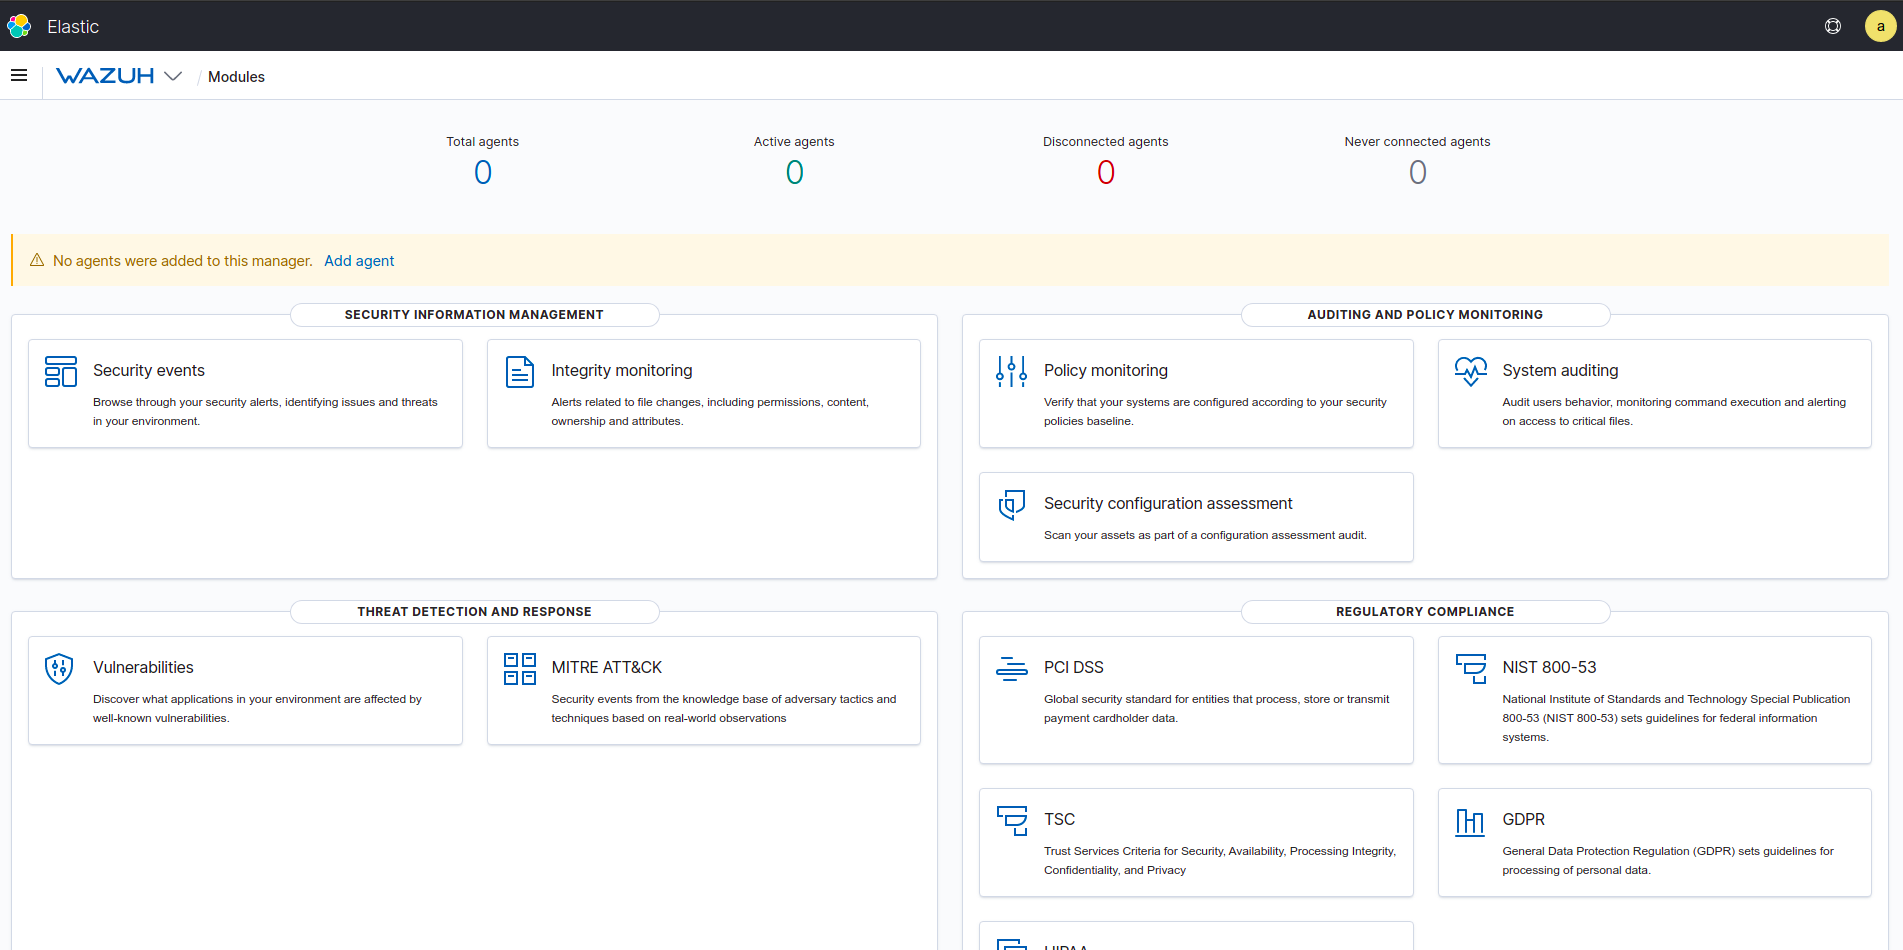 Elastic
a
WAZUH / Modules
Total agents
0
Active agents
0
Disconnected agents
0
Never connected agents
0
No agents were added to this manager. Add agent
SECURITY INFORMATION MANAGEMENT
Security events
Browse through your security alerts, identifying issues and threats
in your environment.
Integrity monitoring
Alerts related to file changes, including permissions, content,
ownership and attributes.
AUDITING AND POLICY MONITORING
Policy monitoring
Verify that your systems are configured according to your security
policies baseline.
System auditing
Audit users behavior, monitoring command execution and alerting
on access to critical files.
Security configuration assessment
Scan your assets as part of a configuration assessment audit.
THREAT DETECTION AND RESPONSE
Vulnerabilities
Discover what applications in your environment are affected by
well-known vulnerabilities.
MITRE ATT&CK
Security events from the knowledge base of adversary tactics and
techniques based on real-world observations
REGULATORY COMPLIANCE
PCI DSS
Global security standard for entities that process, store or transmit
payment cardholder data.
NIST 800-53
National Institute of Standards and Technology Special Publication
800-53 (NIST 800-53) sets guidelines for federal information
systems.
TSC
Trust Services Criteria for Security, Availability, Processing Integrity,
Confidentiality, and Privacy
GDPR
General Data Protection Regulation (GDPR) sets guidelines for
processing of personal data.
HIPAA